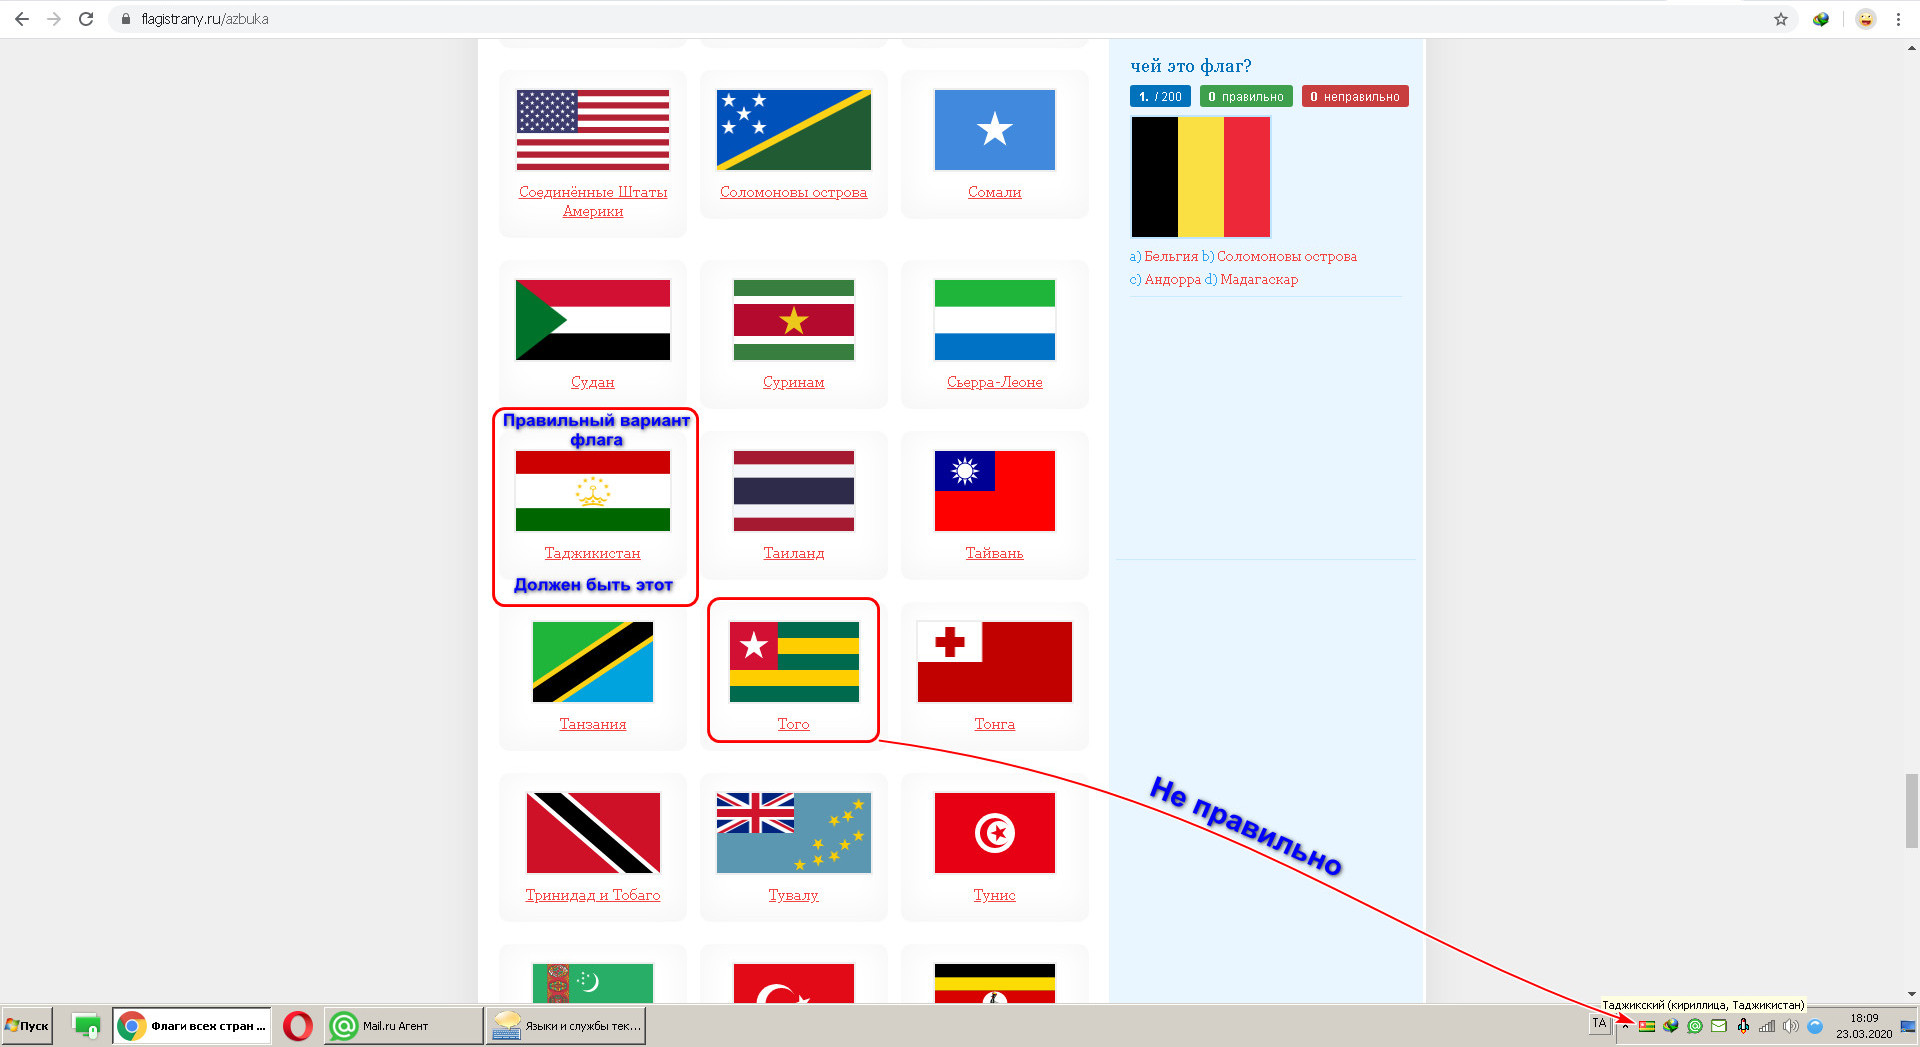 flagistrany.ru/azbuka
Соединённые Штаты
Америки
Соломоновы острова
Сомали
Судан
Суринам
Сьерра-Леоне
Правильный вариант
флага
Таджикистан
Таиланд
Тайвань
Должен быть этот
Танзания
Того
Тонга
Тринидад и Тобаго
Тувалу
Тунис
чей это флаг?
1. / 200
0 правильно
0 неправильно
a) Бельгия b) Соломоновы острова
c) Андорра d) Мадагаскар
Не правильно
Таджикский (кириллица, Таджикистан)
Пуск
0
Флаги всех стран ...
Mail.ru Агент
Языки и службы тек...
TA
18:09
23.03.2020